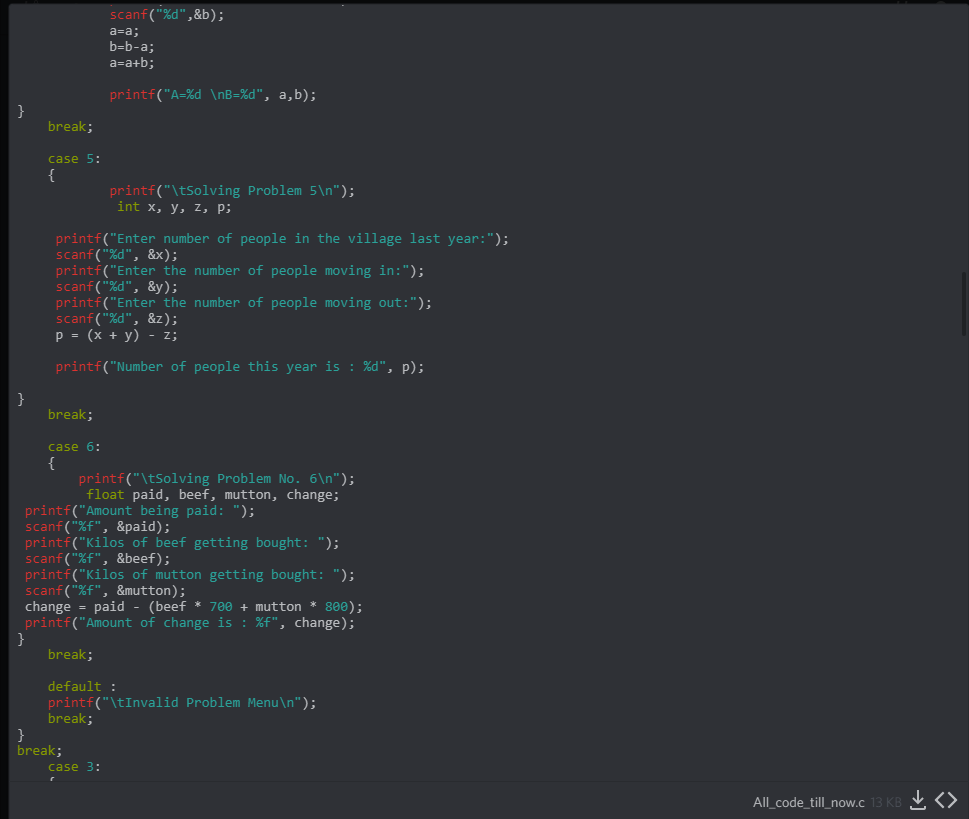 scanf("%d",&b);
a=a;
b=b-a;
a=a+b;
printf("A=%d \nB=%d", a,b);
}
break;
case 5:
{
printf("\tSolving Problem 5\n");
int x, y, z, p;
printf("Enter number of people in the village last year:");
scanf("%d", &x);
printf("Enter the number of people moving in:");
scanf("%d", &y);
printf("Enter the number of people moving out:");
scanf("%d", &z);
p = (x + y) - z;
printf("Number of people this year is : %d", p);
}
break;
case 6:
{
printf("\tSolving Problem No. 6\n");
float paid, beef, mutton, change;
printf("Amount being paid: ");
scanf("%f", &paid);
printf("Kilos of beef getting bought: ");
scanf("%f", &beef);
printf("Kilos of mutton getting bought: ");
scanf("%f", &mutton);
change = paid - (beef * 700 + mutton * 800);
printf("Amount of change is : %f", change);
}
break;
default :
printf("\tInvalid Problem Menu\n");
break;
}
break;
case 3:
All_code_till_now.c 13 KB